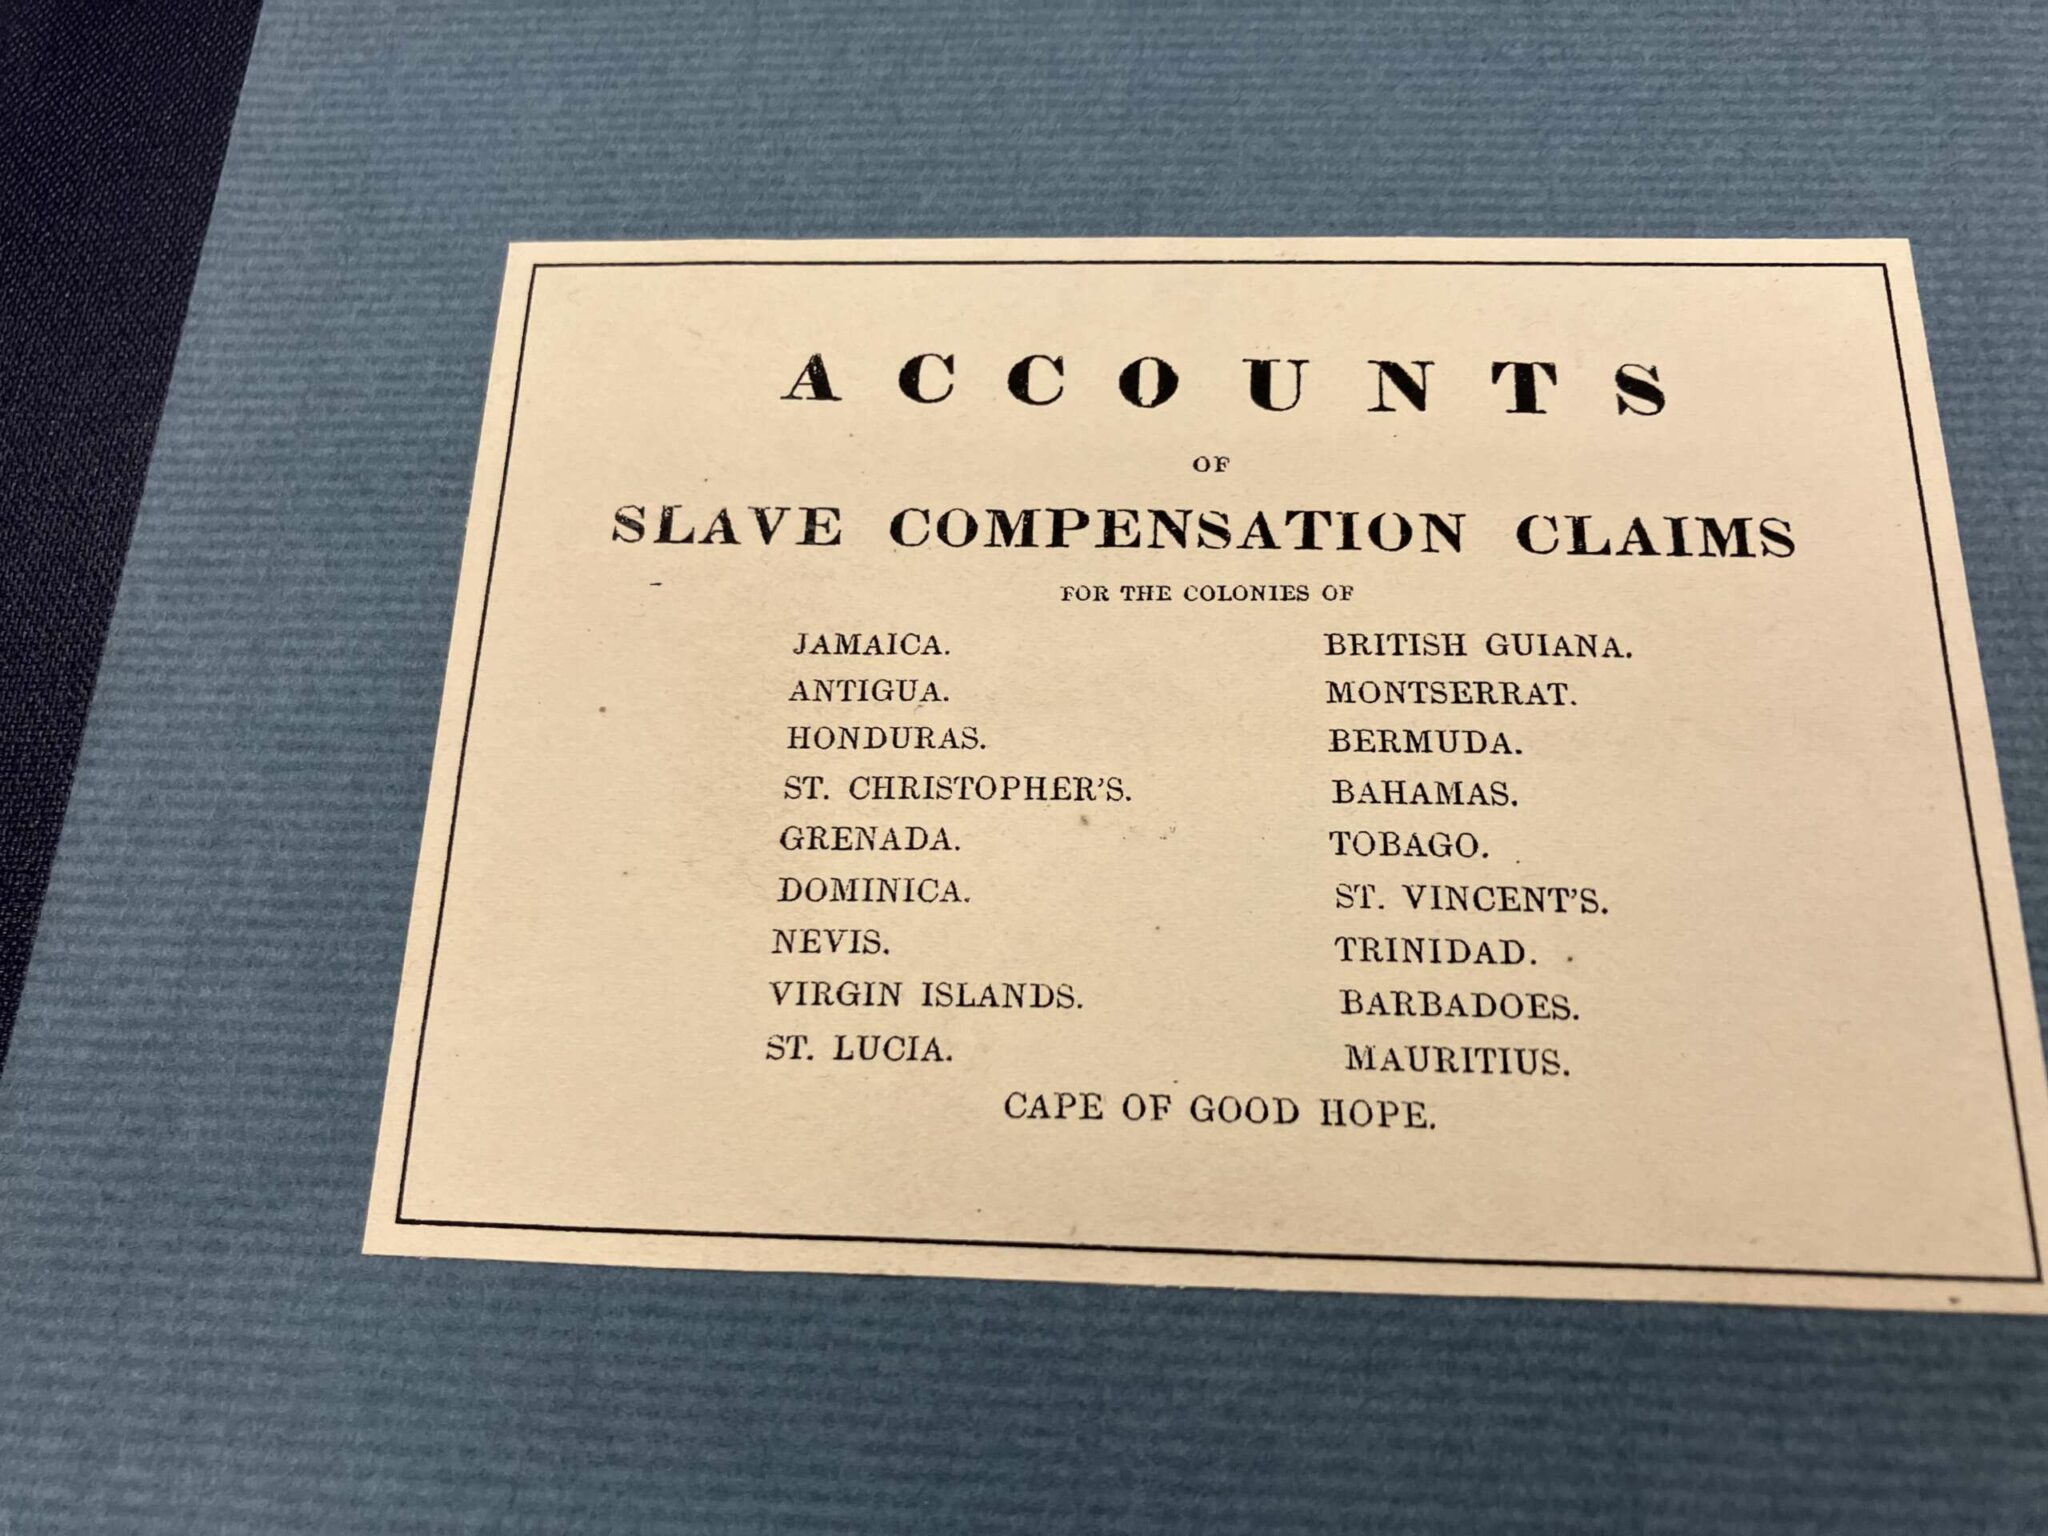 ACCOUNTS
OF
SLAVE COMPENSATION CLAIMS
FOR THE COLONIES OF
JAMAICA.
ANTIGUA.
HONDURAS.
ST. CHRISTOPHER'S.
GRENADA.
DOMINICA.
NEVIS.
VIRGIN ISLANDS.
ST. LUCIA.
BRITISH GUIANA.
MONTSERRAT.
BERMUDA.
BAHAMAS.
TOBAGO.
ST. VINCENT'S.
TRINIDAD.
BARBADOES.
MAURITIUS.
CAPE OF GOOD HOPE.